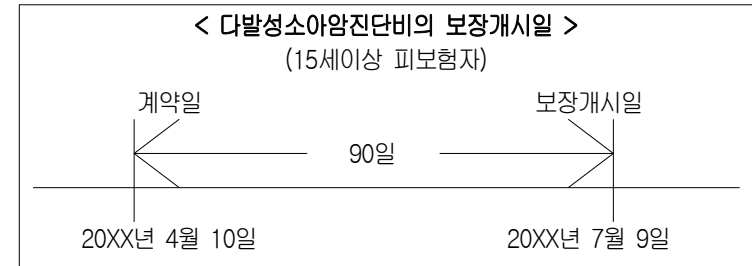 < 다발성소아암진단비의 보장개시일 >
(15세이상 피보험자)
계약일 보장개시일
90일
20XX년 4월 10일 20XX년 7월 9일